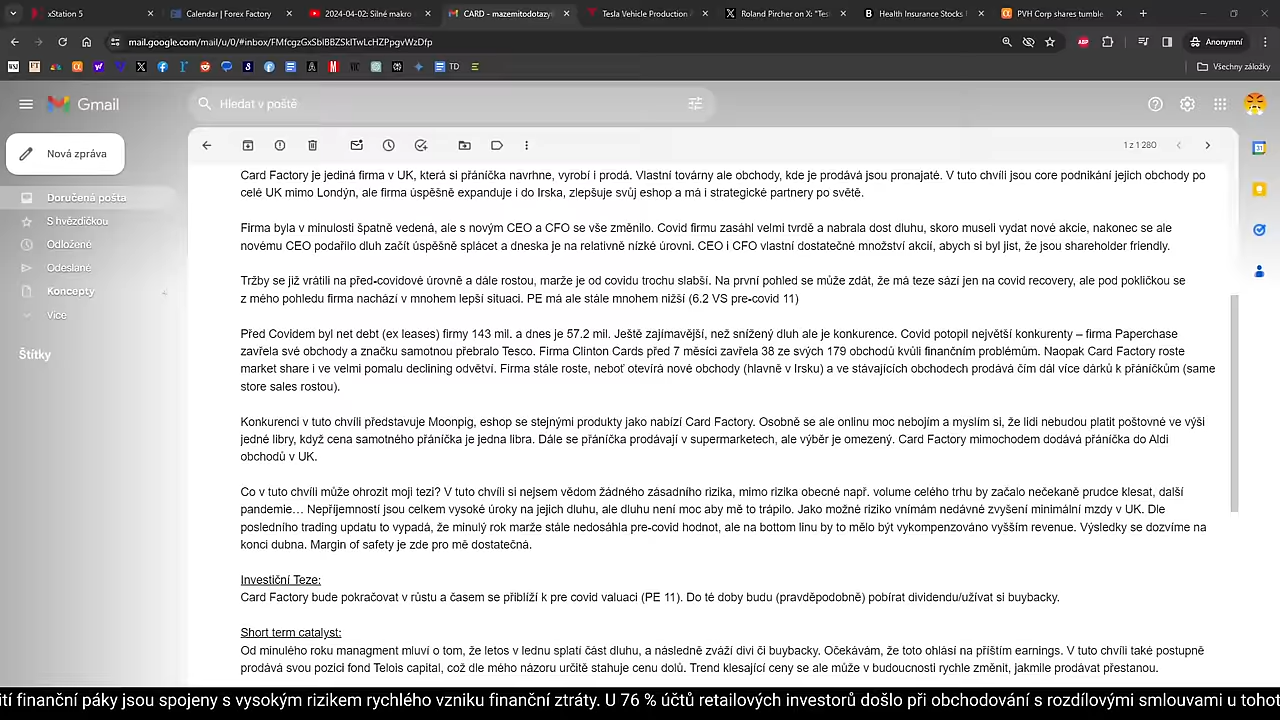 xStation 5
Calendar | Forex Factory
2024-04-02: Silné makro
CARD - mazemitodotazy
Tesla Vehicle Production
Roland Pircher on X: "Tes
Health Insurance Stocks
PVH Corp shares tumble
mail.google.com/mail/u/0/#inbox/FMfcgzGxSblBBZSklTwLcHZPpgvWzDfp
Anonymní
TD
Všechny záložky
Gmail
Hledat v poště
Nová zpráva
1 z 1 280
Doručená pošta
S hvězdičkou
Odložené
Odeslané
Koncepty 4
Více
Štítky
Card Factory je jediná firma v UK, která si přáníčka navrhne, vyrobí i prodá. Vlastní továrny ale obchody, kde je prodává jsou pronajaté. V tuto chvíli jsou core podnikání jejich obchody po
celé UK mimo Londýn, ale firma úspěšně expanduje i do Irska, zlepšuje svůj eshop a má i strategické partnery po světě.
Firma byla v minulosti špatně vedená, ale s novým CEO a CFO se vše změnilo. Covid firmu zasáhl velmi tvrdě a nabrala dost dluhu, skoro museli vydat nové akcie, nakonec se ale
novému CEO podařilo dluh začít úspěšně splácet a dneska je na relativně nízké úrovni. CEO i CFO vlastní dostatečné množství akcií, abych si byl jist, že jsou shareholder friendly.
Tržby se již vrátili na před-covidové úrovně a dále rostou, marže je od covidu trochu slabší. Na první pohled se může zdát, že má teze sází jen na covid recovery, ale pod pokličkou se
z mého pohledu firma nachází v mnohem lepší situaci. PE má ale stále mnohem nižší (6.2 VS pre-covid 11)
Před Covidem byl net debt (ex leases) firmy 143 mil. a dnes je 57.2 mil. Ještě zajímavější, než snížený dluh ale je konkurence. Covid potopil největší konkurenty – firma Paperchase
zavřela své obchody a značku samotnou přebralo Tesco. Firma Clinton Cards před 7 měsíci zavřela 38 ze svých 179 obchodů kvůli finančním problémům. Naopak Card Factory roste
market share i ve velmi pomalu declining odvětví. Firma stále roste, neboť otevírá nové obchody (hlavně v Irsku) a ve stávajících obchodech prodává čím dál více dárků k přáníčkům (same
store sales rostou).
Konkurenci v tuto chvíli představuje Moonpig, eshop se stejnými produkty jako nabízí Card Factory. Osobně se ale onlinu moc nebojím a myslím si, že lidi nebudou platit poštovné ve výši
jedné libry, když cena samotného přáníčka je jedna libra. Dále se přáníčka prodávají v supermarketech, ale výběr je omezený. Card Factory mimochodem dodává přáníčka do Aldi
obchodů v UK.
Co v tuto chvíli může ohrozit moji tezi? V tuto chvíli si nejsem vědom žádného zásadního rizika, mimo rizika obecné např. volume celého trhu by začalo nečekaně prudce klesat, další
pandemie… Nepříjemností jsou celkem vysoké úroky na jejich dluhu, ale dluhu není moc aby mě to trápilo. Jako možné riziko vnímám nedávné zvyšení minimální mzdy v UK. Dle
posledního trading updatu to vypadá, že minulý rok marže stále nedosáhla pre-covid hodnot, ale na bottom linu by to mělo být vykompenzováno vyšším revenue. Výsledky se dozvíme na
konci dubna. Margin of safety je zde pro mě dostatečná.
Investiční Teze:
Card Factory bude pokračovat v růstu a časem se přiblíží k pre covid valuaci (PE 11). Do té doby budu (pravděpodobně) pobírat dividendu/užívat si buybacky.
Short term catalyst:
Od minulého roku managment mluví o tom, že letos v lednu splatí část dluhu, a následně zváží divi či buybacky. Očekávám, že toto ohlásí na příštím earnings. V tuto chvíli také postupně
prodává svou pozici fond Telois capital, což dle mého názoru určitě stahuje cenu dolů. Trend klesající ceny se ale může v budoucnosti rychle změnit, jakmile prodávat přestanou.
ití finanční páky jsou spojeny s vysokým rizikem rychlého vzniku finanční ztráty. U 76 % účtů retailových investorů došlo při obchodování s rozdílovými smlouvami u tohot